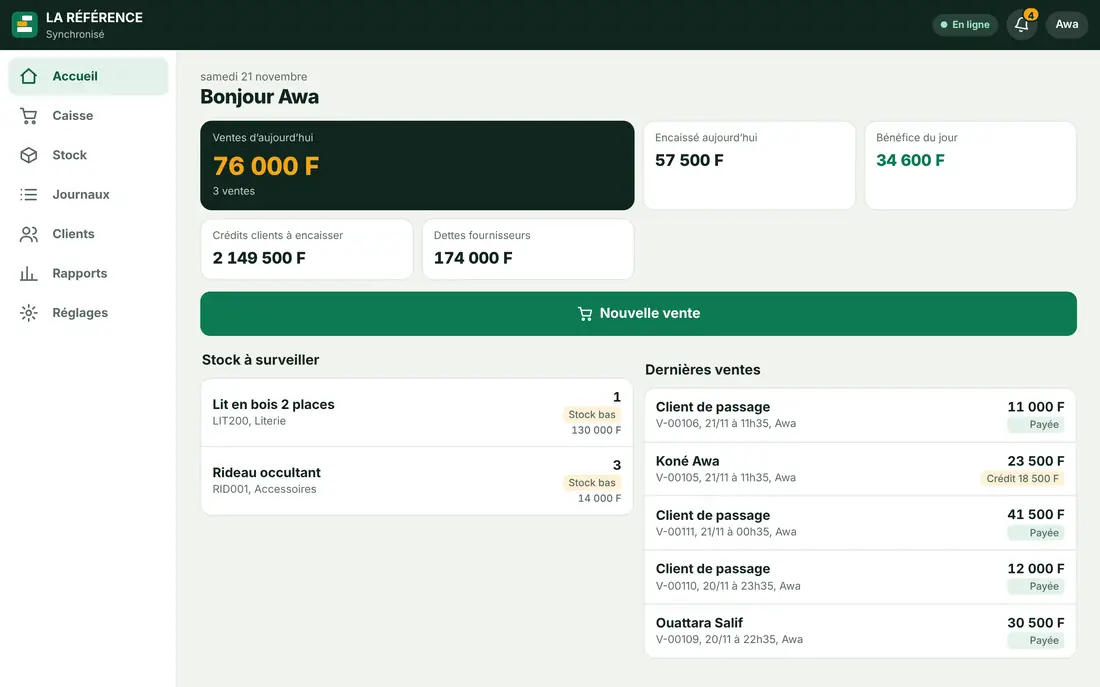 LA RÉFÉRENCE
Synchronisé
En ligne
4
Awa
Accueil
Caisse
Stock
Journaux
Clients
Rapports
Réglages
samedi 21 novembre
Bonjour Awa
Ventes d’aujourd’hui
76 000 F
3 ventes
Encaissé aujourd’hui
57 500 F
Bénéfice du jour
34 600 F
Crédits clients à encaisser
2 149 500 F
Dettes fournisseurs
174 000 F
Nouvelle vente
Stock à surveiller
Lit en bois 2 places
LIT200, Literie
1
Stock bas
130 000 F
Rideau occultant
RID001, Accessoires
3
Stock bas
14 000 F
Dernières ventes
Client de passage
V-00106, 21/11 à 11h35, Awa
11 000 F
Payée
Koné Awa
V-00105, 21/11 à 11h35, Awa
23 500 F
Crédit 18 500 F
Client de passage
V-00111, 21/11 à 00h35, Awa
41 500 F
Payée
Client de passage
V-00110, 20/11 à 23h35, Awa
12 000 F
Payée
Ouattara Salif
V-00109, 20/11 à 22h35, Awa
30 500 F
Payée